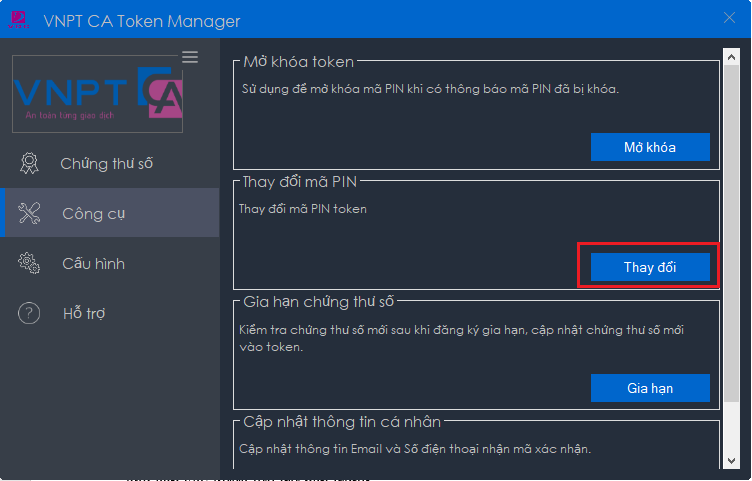 VNPT CA Token Manager
VNPT CA
An toàn từng giao dịch
Chứng thư số
Công cụ
Cấu hình
Hỗ trợ
Mở khóa token
Sử dụng để mở khóa mã PIN khi có thông báo mã PIN đã bị khóa.
Mở khóa
Thay đổi mã PIN
Thay đổi mã PIN token
Thay đổi
Gia hạn chứng thư số
Kiểm tra chứng thư số mới sau khi đăng ký gia hạn, cập nhật chứng thư số mới
vào token.
Gia hạn
Cập nhật thông tin cá nhân
Cập nhật thông tin Email và Số điện thoại nhận mã xác nhận.